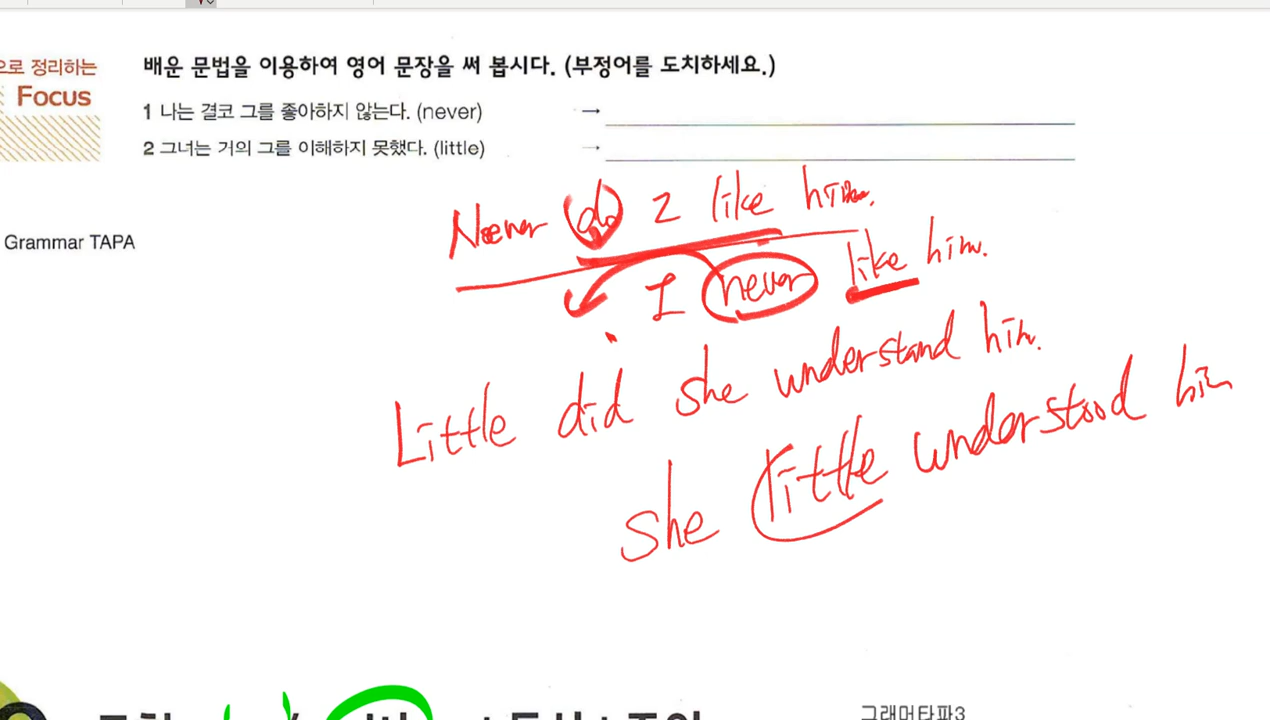 으로 정리하는
Focus
배운 문법을 이용하여 영어 문장을 써 봅시다. (부정어를 도치하세요.)
1 나는 결코 그를 좋아하지 않는다. (never) →
2 그녀는 거의 그를 이해하지 못했다. (little) →
Never do I like him.
Grammar TAPA
I never like him.
Little did she understand him.
she little understood him
그래머타파3